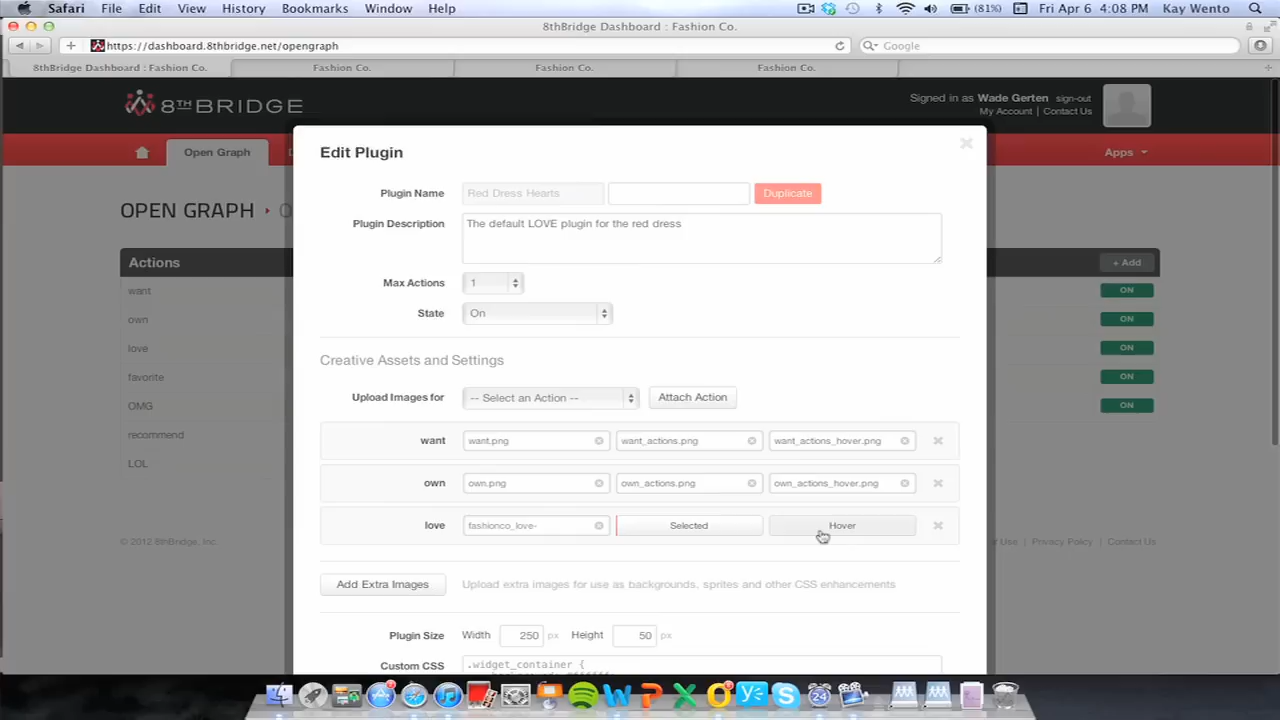 Safari File Edit View History Bookmarks Window Help (81%) Fri Apr 6 4:08 PM Kay Wento
8thBridge Dashboard : Fashion Co.
https://dashboard.8thbridge.net/opengraph Google
8thBridge Dashboard : Fashion Co. Fashion Co. Fashion Co. Fashion Co.
8TH BRIDGE
Signed in as Wade Gerten sign-out
My Account | Contact Us
Open Graph Apps
Edit Plugin
Plugin Name Red Dress Hearts Duplicate
OPEN GRAPH
Plugin Description The default LOVE plugin for the red dress
Actions + Add
Max Actions 1
want ON
State On
own ON
love ON
Creative Assets and Settings
favorite ON
Upload Images for -- Select an Action -- Attach Action
OMG ON
recommend
want want.png want_actions.png want_actions_hover.png
LOL
own own.png own_actions.png own_actions_hover.png
love fashionco_love- Selected Hover
© 2012 8thBridge, Inc. of Use | Privacy Policy | Contact Us
Add Extra Images Upload extra images for use as backgrounds, sprites and other CSS enhancements
Plugin Size Width 250 px Height 50 px
Custom CSS .widget_container {